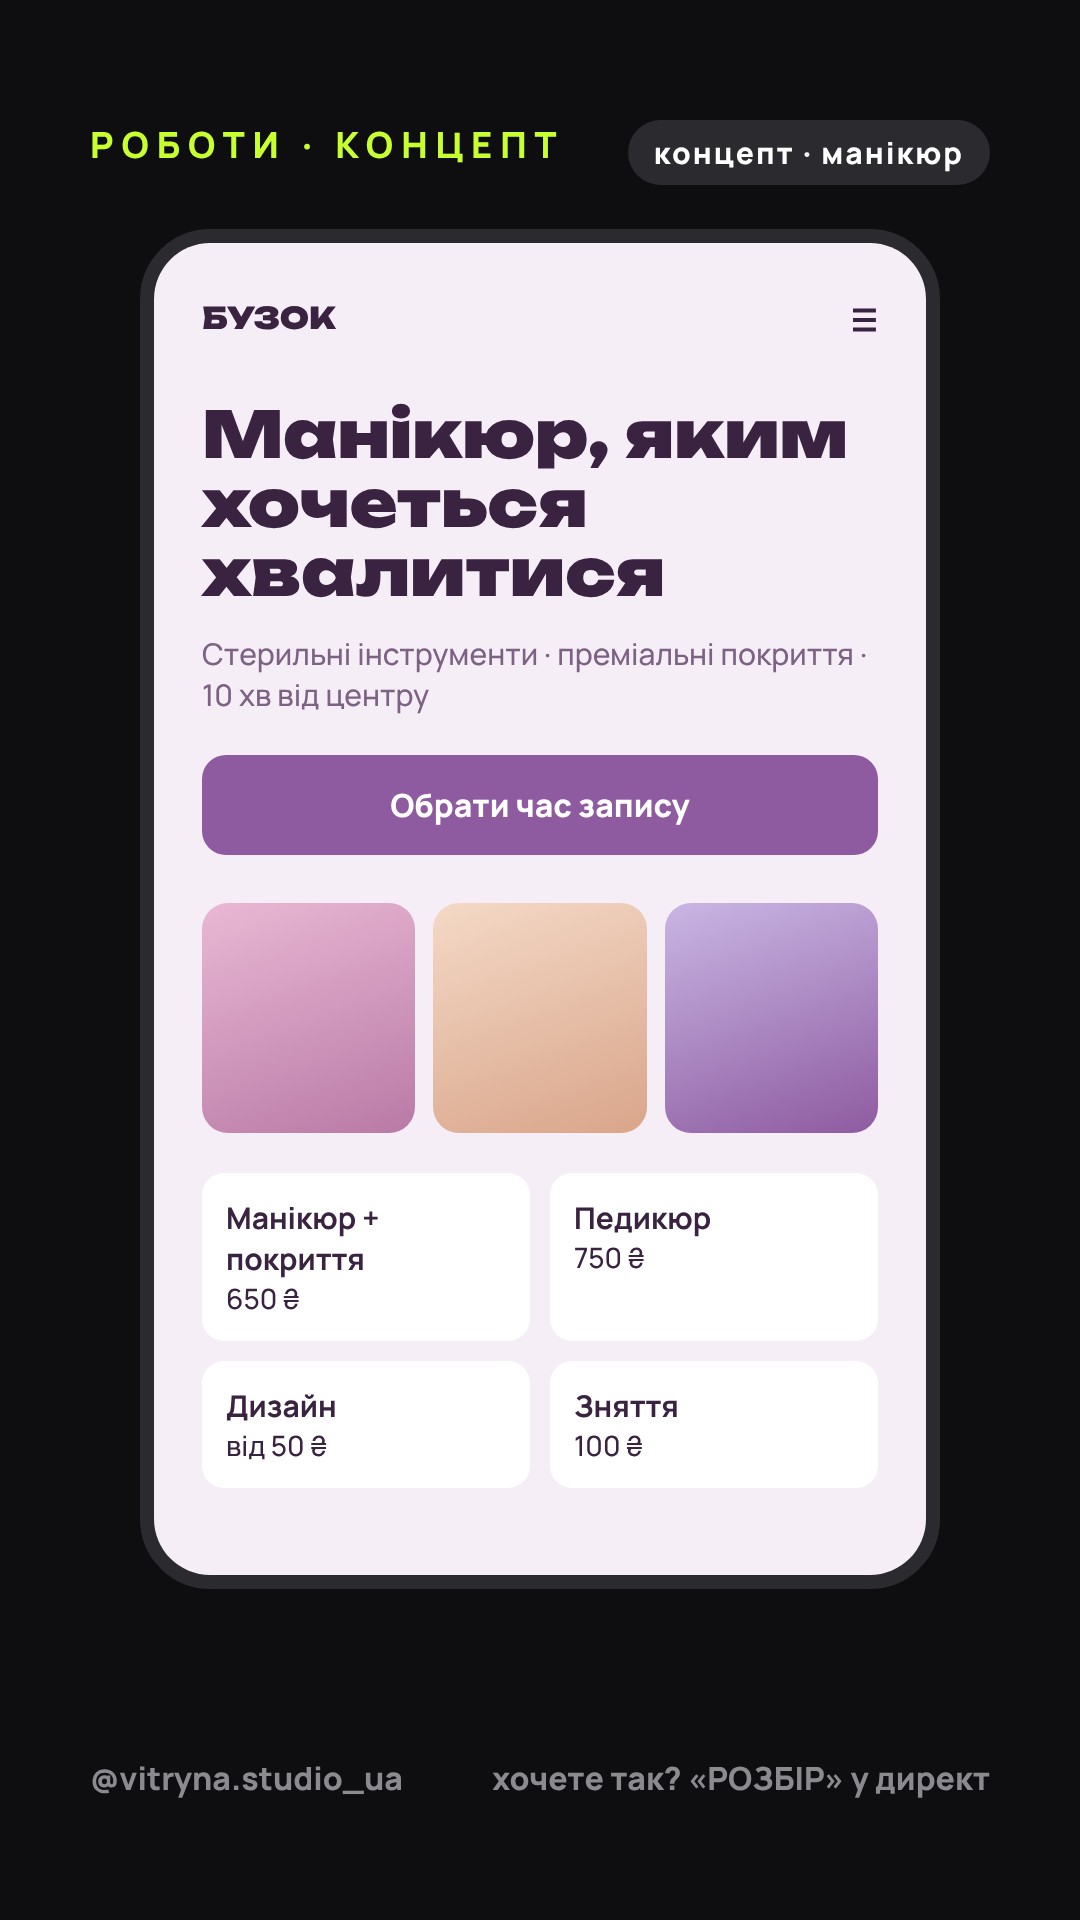 РОБОТИ · КОНЦЕПТ
концепт · манікюр
БУЗОК
Манікюр, яким
хочеться
хвалитися
Стерильні інструменти · преміальні покриття ·
10 хв від центру
Обрати час запису
Манікюр +
покриття
650 ₴
Педикюр
750 ₴
Дизайн
від 50 ₴
Зняття
100 ₴
@vitryna.studio_ua
хочете так? «РОЗБІР» у директ